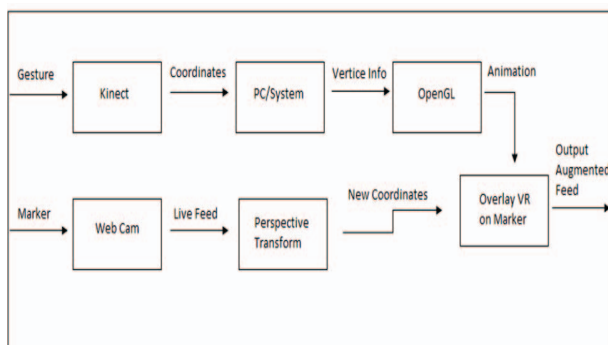 Gesture
Kinect
Coordinates
PC/System
Vertice Info
OpenGL
Animation
Marker
Web Cam
Live Feed
Perspective
Transform
New Coordinates
Overlay VR
on Marker
Output
Augmented
Feed